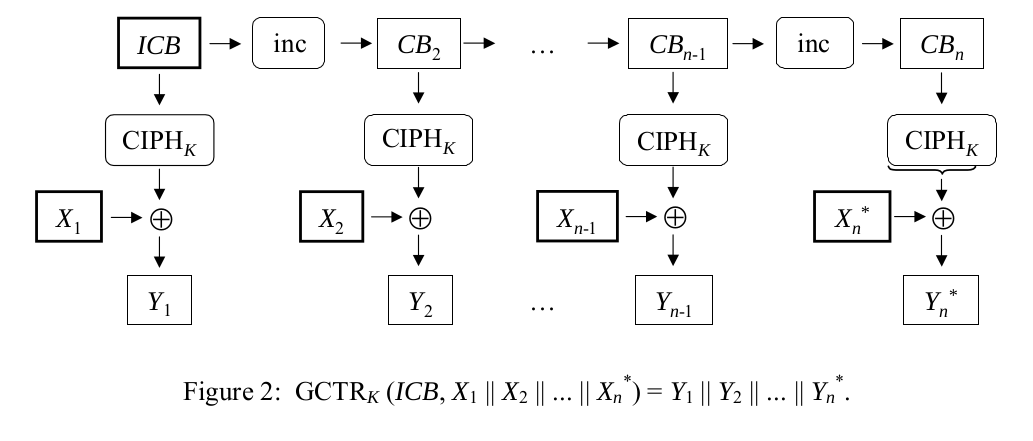 ICB inc CB2 … CBn-1 inc CBn
CIPHK CIPHK CIPHK CIPHK
X1 ⊕ X2 ⊕ Xn-1 ⊕ Xn* ⊕
Y1 Y2 … Yn-1 Yn*
Figure 2: GCTRK (ICB, X1 || X2 || ... || Xn*) = Y1 || Y2 || ... || Yn*.